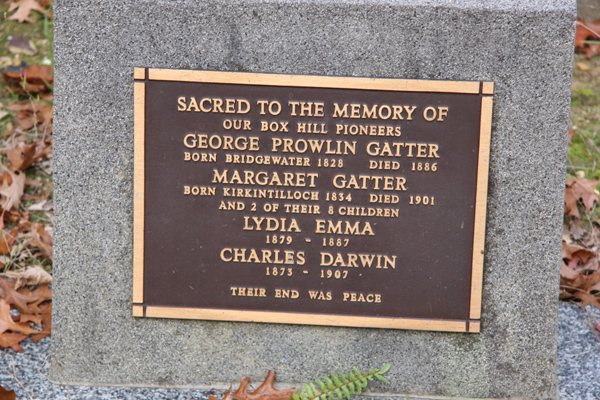 SACRED TO THE MEMORY OF
OUR BOX HILL PIONEERS
GEORGE PROWLIN GATTER
BORN BRIDGEWATER 1828 DIED 1886
MARGARET GATTER
BORN KIRKINTILLOCH 1834 DIED 1901
AND 2 OF THEIR 8 CHILDREN
LYDIA EMMA
1879 - 1887
CHARLES DARWIN
1873 - 1907
THEIR END WAS PEACE